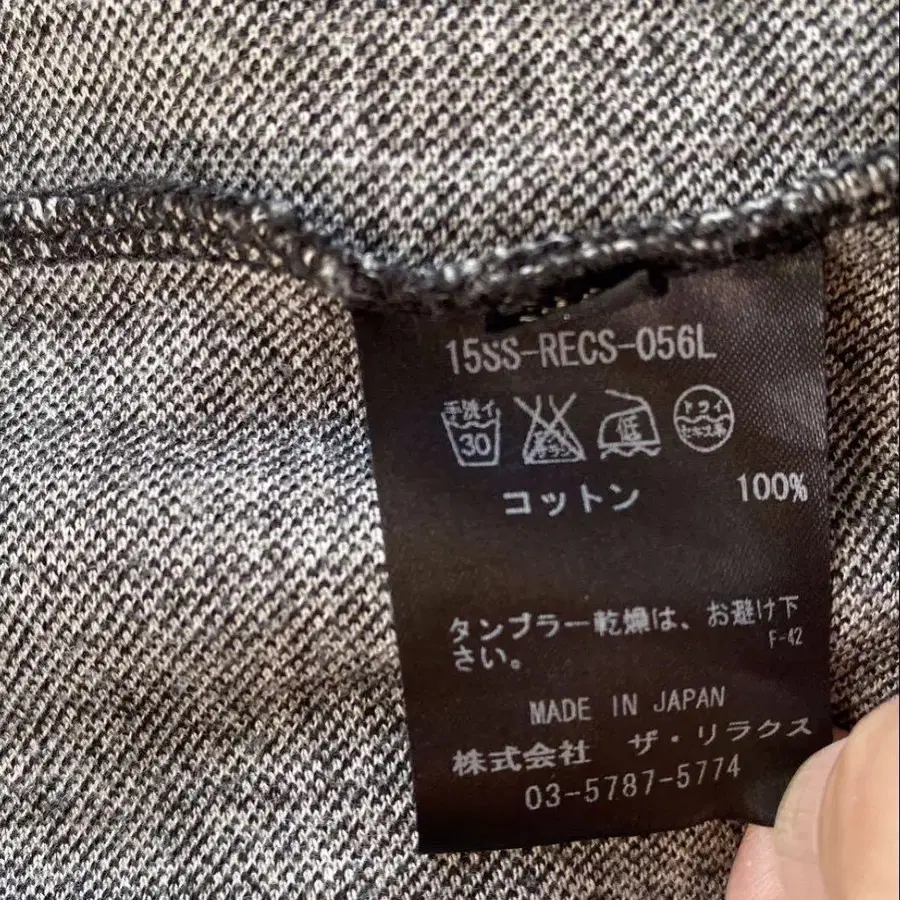 15SS-RECS-056L
手洗イ
30
低
ドライ
100%
コットン
タンブラー乾燥は、お避け下
さい。
F-42
MADE IN JAPAN
株式会社 ザ・リラクス
03-5787-5774